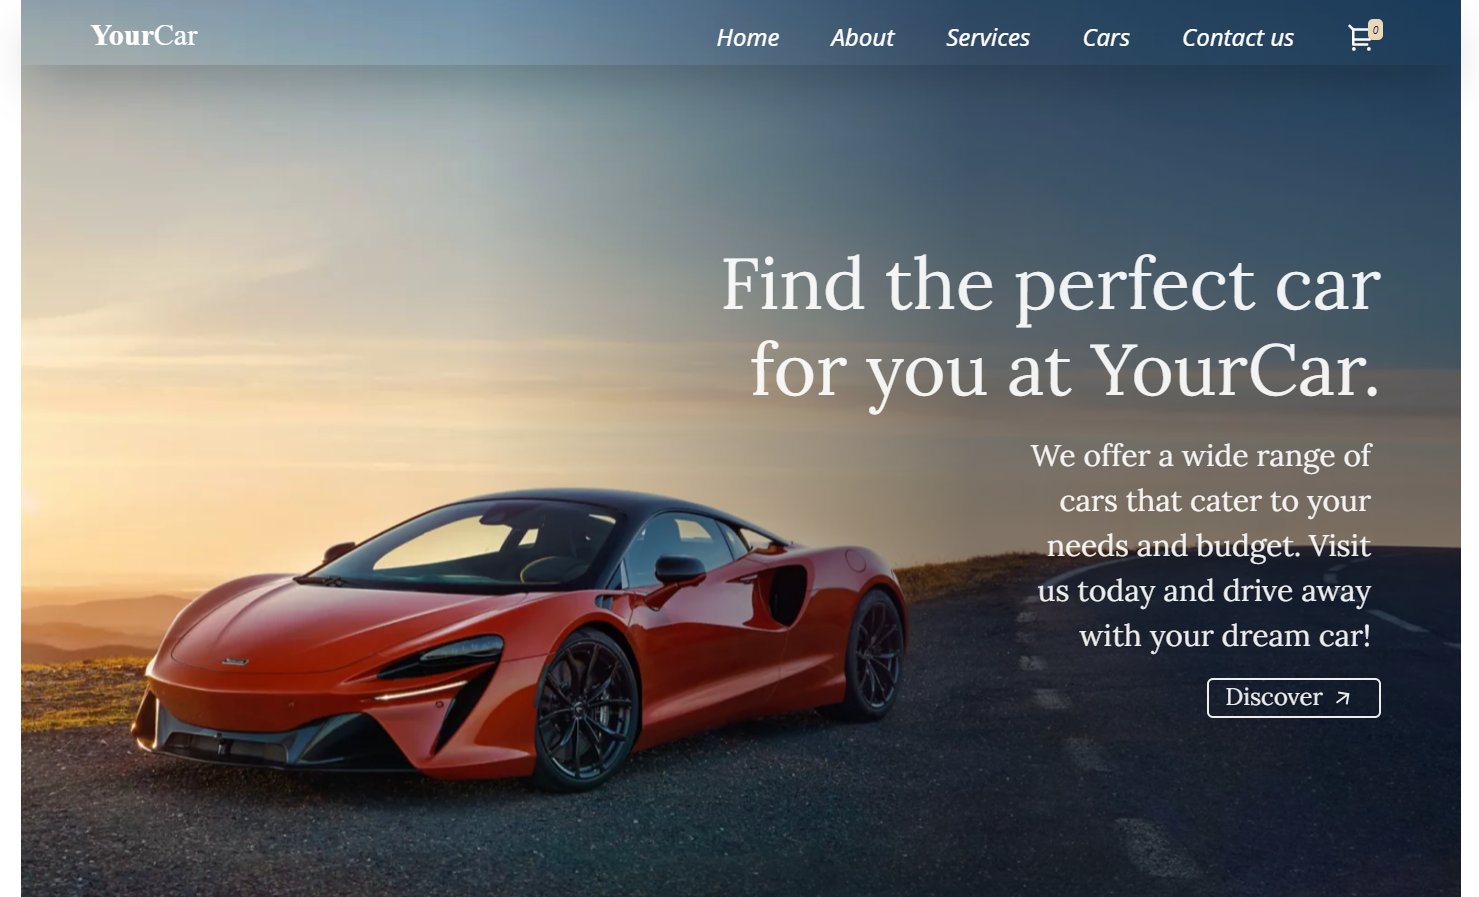 YourCar
Home About Services Cars Contact us 0
Find the perfect car
for you at YourCar.
We offer a wide range of
cars that cater to your
needs and budget. Visit
us today and drive away
with your dream car!
Discover